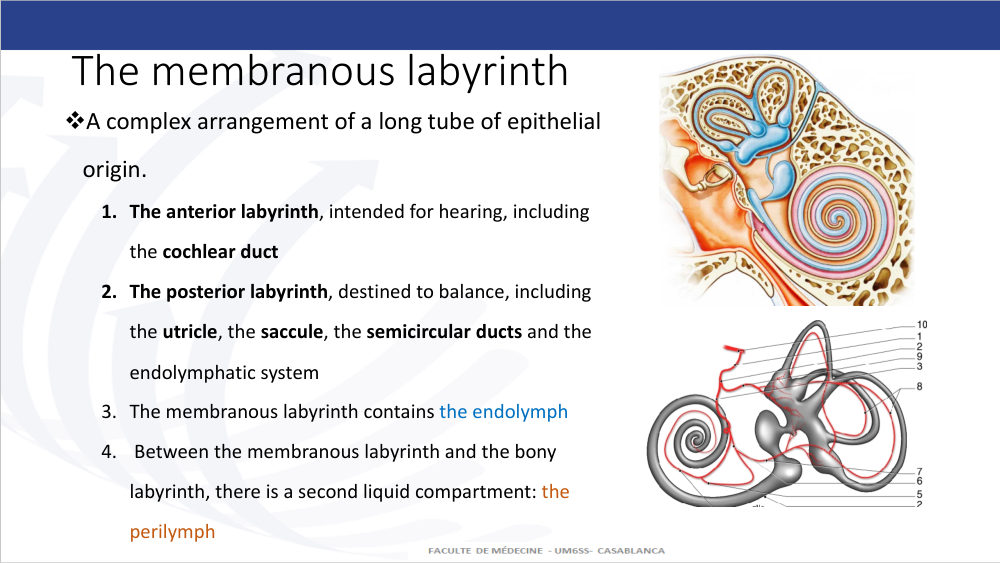 The membranous labyrinth
❖A complex arrangement of a long tube of epithelial
origin.
1. The anterior labyrinth, intended for hearing, including
the cochlear duct
2. The posterior labyrinth, destined to balance, including
the utricle, the saccule, the semicircular ducts and the
endolymphatic system
3. The membranous labyrinth contains the endolymph
4. Between the membranous labyrinth and the bony
labyrinth, there is a second liquid compartment: the
perilymph
10
1
2
9
3
8
7
6
5
2
FACULTE DE MÉDECINE - UM6SS- CASABLANCA